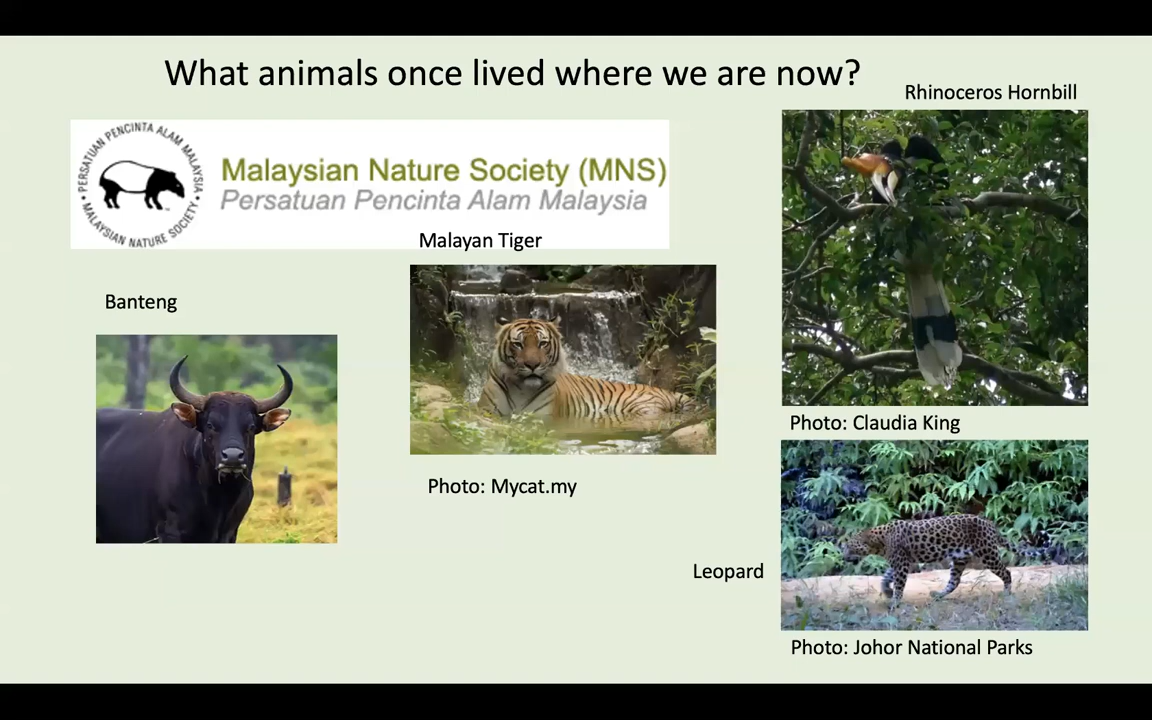 What animals once lived where we are now?
Rhinoceros Hornbill
PERSATUAN PENCINTA ALAM MALAYSIA
MALAYSIAN NATURE SOCIETY
Malaysian Nature Society (MNS)
Persatuan Pencinta Alam Malaysia
Malayan Tiger
Banteng
Photo: Claudia King
Photo: Mycat.my
Leopard
Photo: Johor National Parks